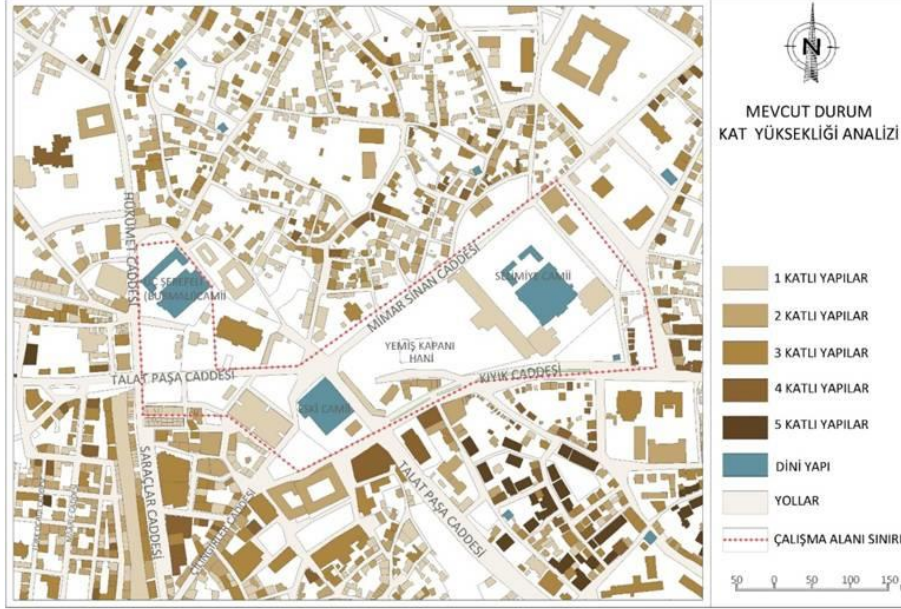 N
MEVCUT DURUM
KAT YÜKSEKLİĞİ ANALİZİ
1 KATLI YAPILAR
2 KATLI YAPILAR
3 KATLI YAPILAR
4 KATLI YAPILAR
5 KATLI YAPILAR
DİNİ YAPI
YOLLAR
ÇALIŞMA ALANI SINIRI
50 0 50 100 150
HÜKÜMET CADDESİ
ÜÇ ŞEREFELİ
(BURMALI)CAMİİ
MİMAR SİNAN CADDESİ
SELİMİYE CAMİİ
YEMİŞ KAPANI
HANİ
TALAT PAŞA CADDESİ
KIYIK CADDESİ
ESKİ CAMİİ
SARAÇLAR CADDESİ
TALAT PAŞA CADDESİ